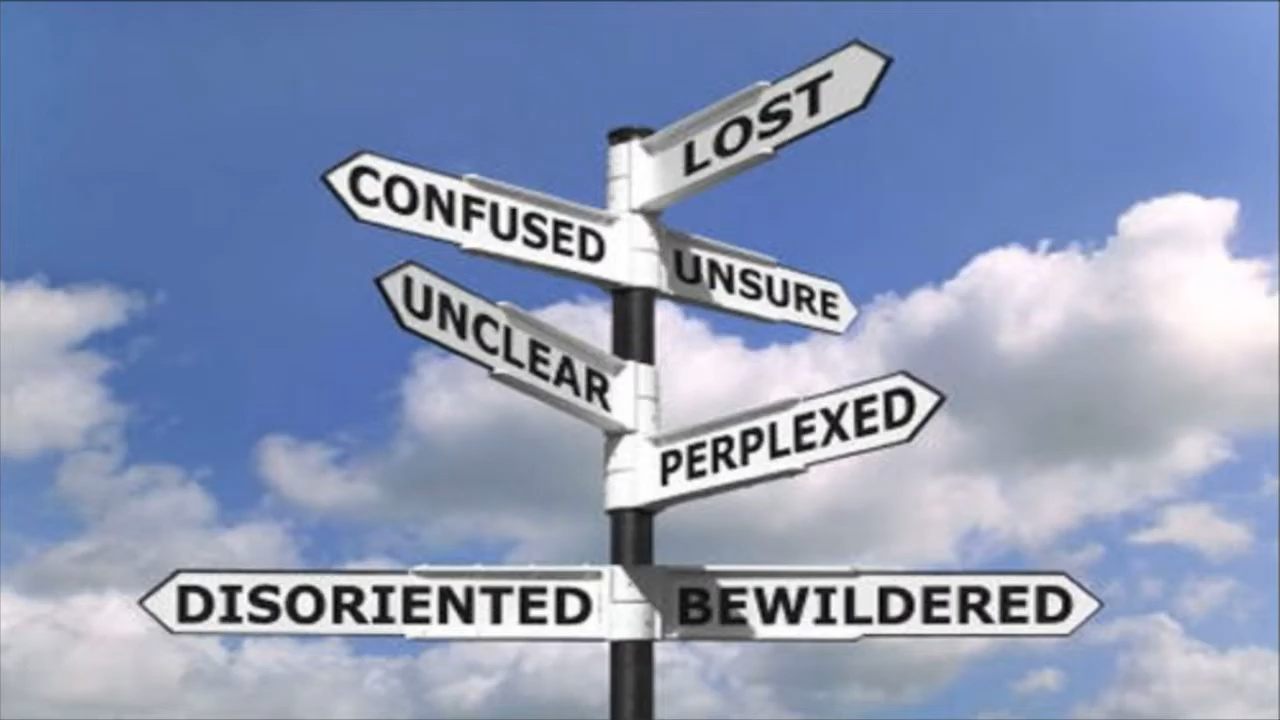 LOST
CONFUSED
UNSURE
UNCLEAR
PERPLEXED
DISORIENTED
BEWILDERED